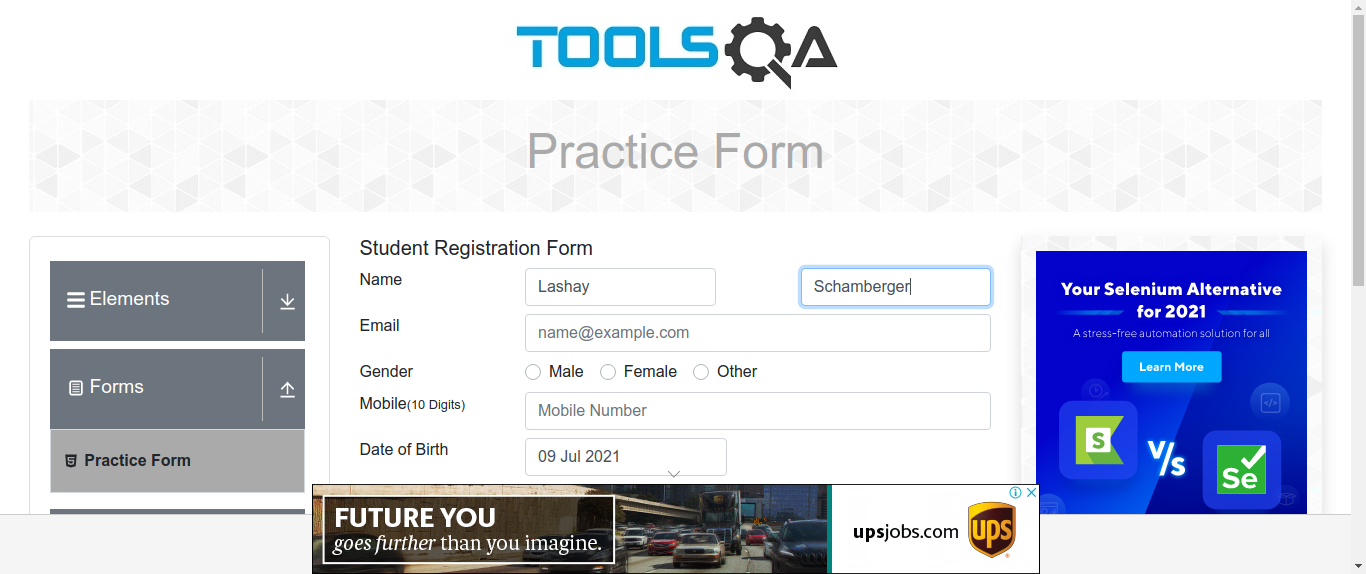 TOOLSQA
Practice Form
Elements
Forms
Practice Form
Student Registration Form
Name
Lashay
Schamberger
Email
name@example.com
Gender
Male
Female
Other
Mobile(10 Digits)
Mobile Number
Date of Birth
09 Jul 2021
Your Selenium Alternative
for 2021
A stress-free automation solution for all
Learn More
S
V/s
Se
FUTURE YOU
goes further than you imagine.
upsjobs.com
ups